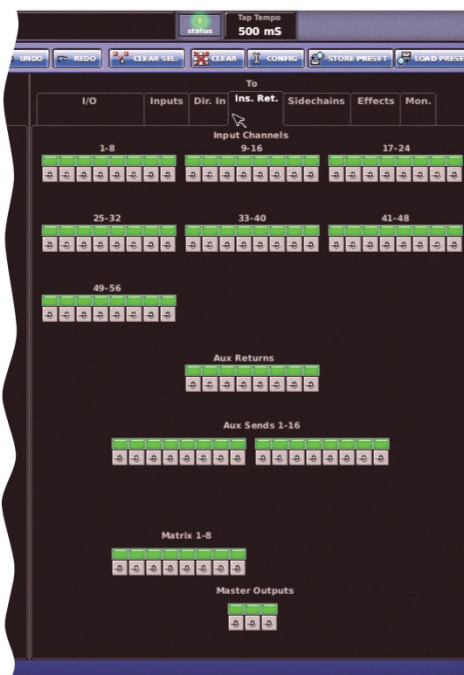 Tap Tempo
status
500 mS
UNDO
REDO
CLEAR SEL.
CLEAR
CONFIG
STORE PRESET
LOAD PRESE
To
I/O
Inputs
Dir. In
Ins. Ret.
Sidechains
Effects
Mon.
Input Channels
1-8
9-16
17-24
25-32
33-40
41-48
49-56
Aux Returns
Aux Sends 1-16
Matrix 1-8
Master Outputs